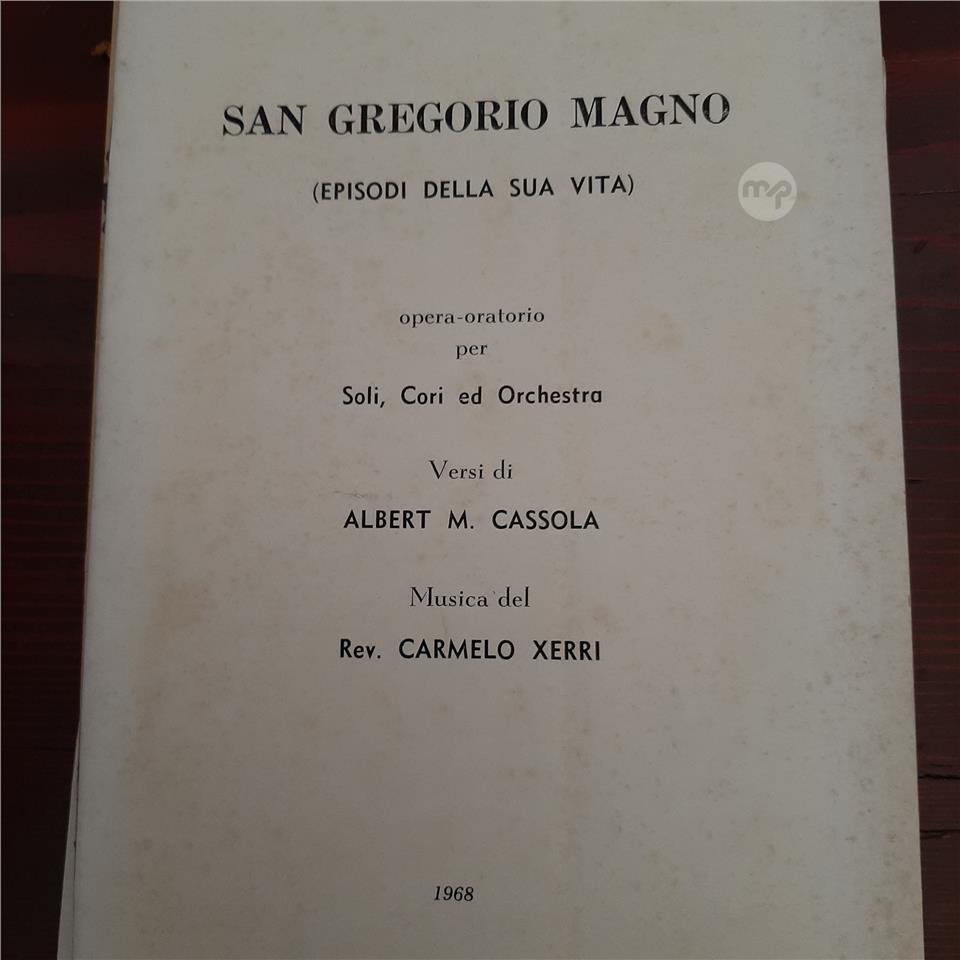 SAN GREGORIO MAGNO
(EPISODI DELLA SUA VITA)
mp
opera-oratorio
per
Soli, Cori ed Orchestra
Versi di
ALBERT M. CASSOLA
Musica del
Rev. CARMELO XERRI
1968